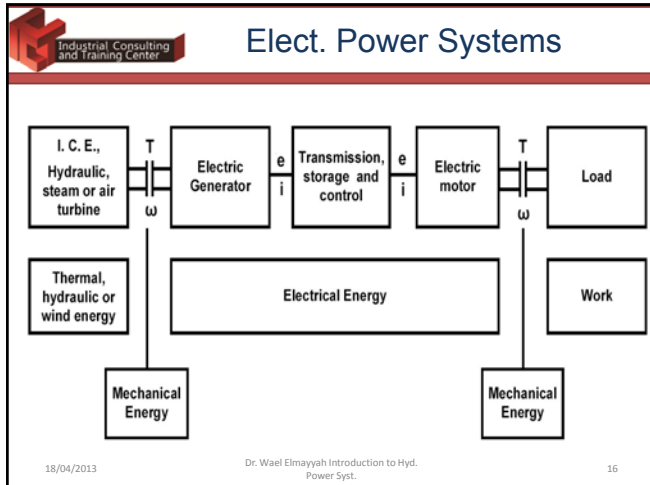 Industrial Consulting
and Training Center
Elect. Power Systems
I. C. E.,
Hydraulic,
steam or air
turbine
T
ω
Electric
Generator
e
i
Transmission,
storage and
control
e
i
Electric
motor
T
ω
Load
Thermal,
hydraulic or
wind energy
Electrical Energy
Work
Mechanical
Energy
Mechanical
Energy
18/04/2013
Dr. Wael Elmayyah Introduction to Hyd.
Power Syst.
16